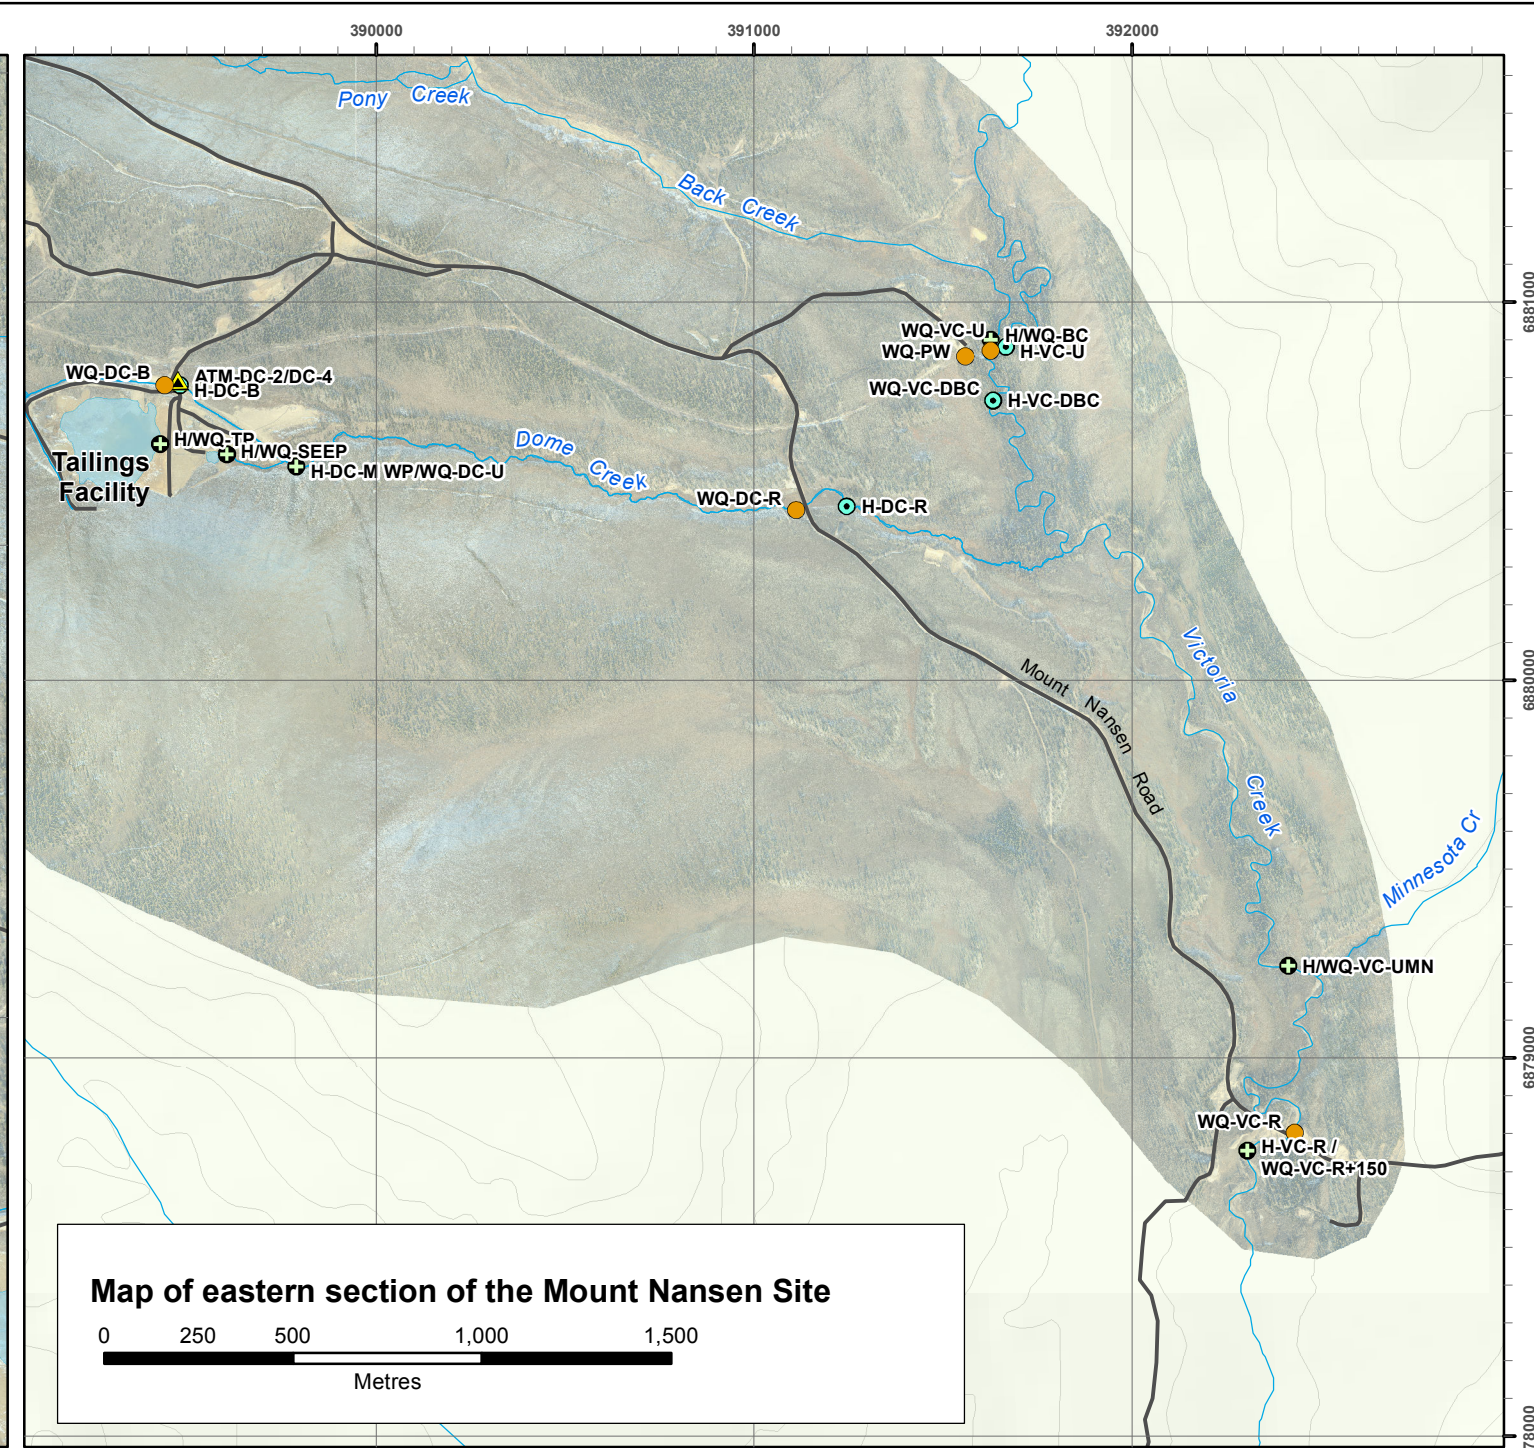 390000
391000
392000
Pony Creek
Back Creek
6881000
WQ-VC-U
H/WQ-BC
WQ-PW
H-VC-U
WQ-DC-B
ATM-DC-2/DC-4
H-DC-B
WQ-VC-DBC
H-VC-DBC
H/WQ-TP
H/WQ-SEEP
H-DC-M WP/WQ-DC-U
Tailings
Facility
Dome Creek
WQ-DC-R
H-DC-R
Victoria Creek
6880000
Mount Nansen Road
Minnesota Cr
H/WQ-VC-UMN
6879000
WQ-VC-R
H-VC-R /
WQ-VC-R+150
Map of eastern section of the Mount Nansen Site
0 250 500 1,000 1,500
Metres
78000